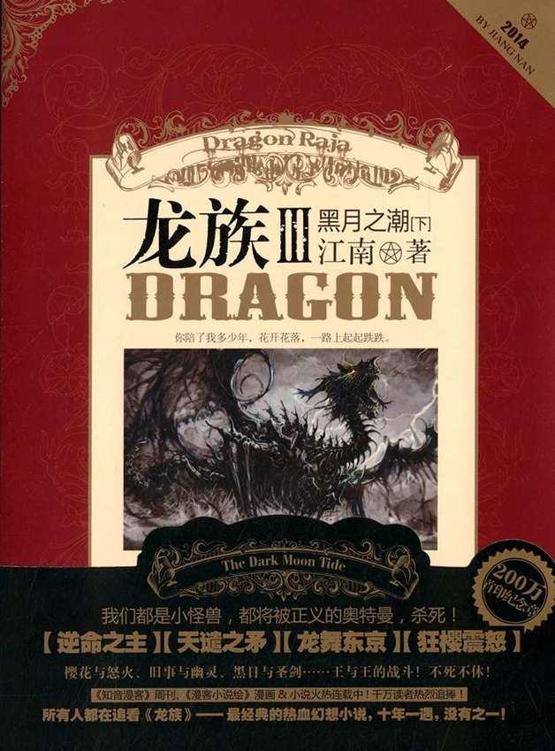 2014
BY JIANG NAN
Dragon Raja
龙族III 黑月之潮[下]
江南 著
DRAGON
你陪了我多少年，花开花落，一路上起起跌跌。
The Dark Moon Tide
200万
首印纪念章
我们都是小怪兽，都将被正义的奥特曼，杀死！
【逆命之主】【天谴之矛】【龙舞东京】【狂樱震怒】
樱花与怒火、旧事与幽灵、黑日与圣剑……王与王的战斗！不死不休！
《知音漫客》周刊、《漫客小说绘》漫画&小说火热连载中！千万读者热烈追捧！
所有人都在追看《龙族》——最经典的热血幻想小说，十年一遇，没有之一！